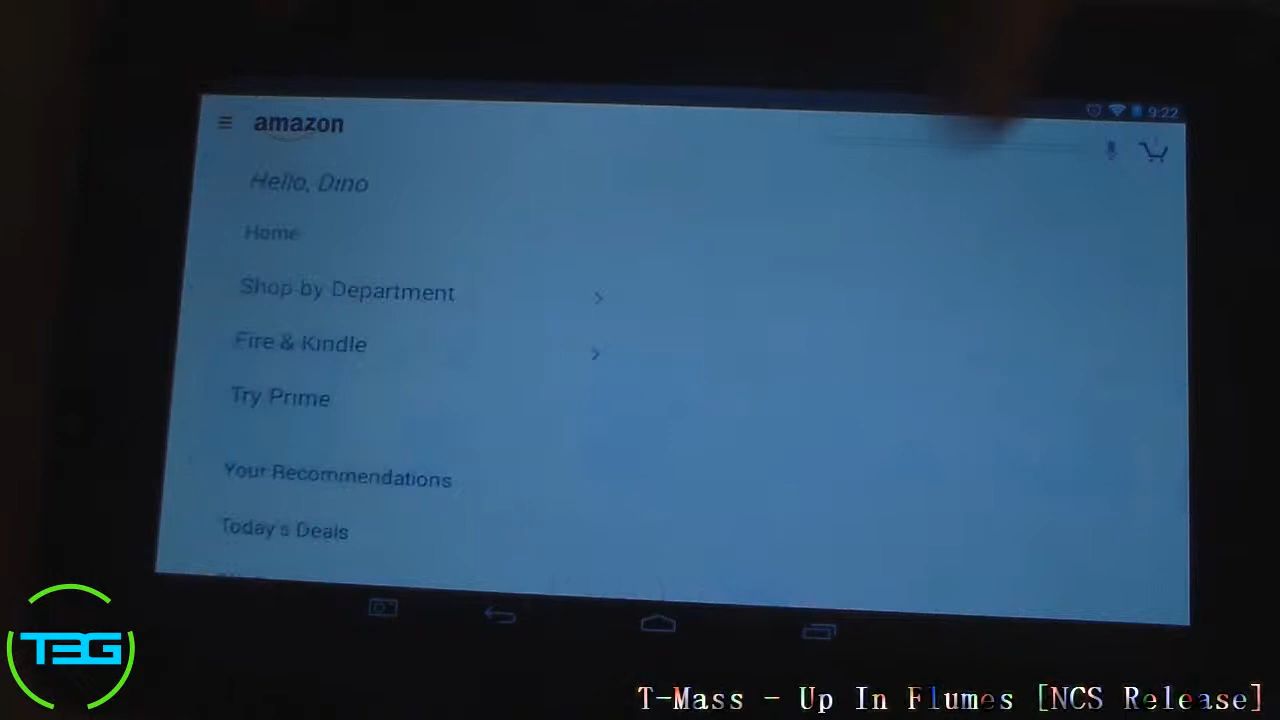 9:22
amazon
Hello, Dino
Home
Shop by Department
Fire & Kindle
Try Prime
Your Recommendations
Today's Deals
TBG
T-Mass - Up In Flumes [NCS Release]